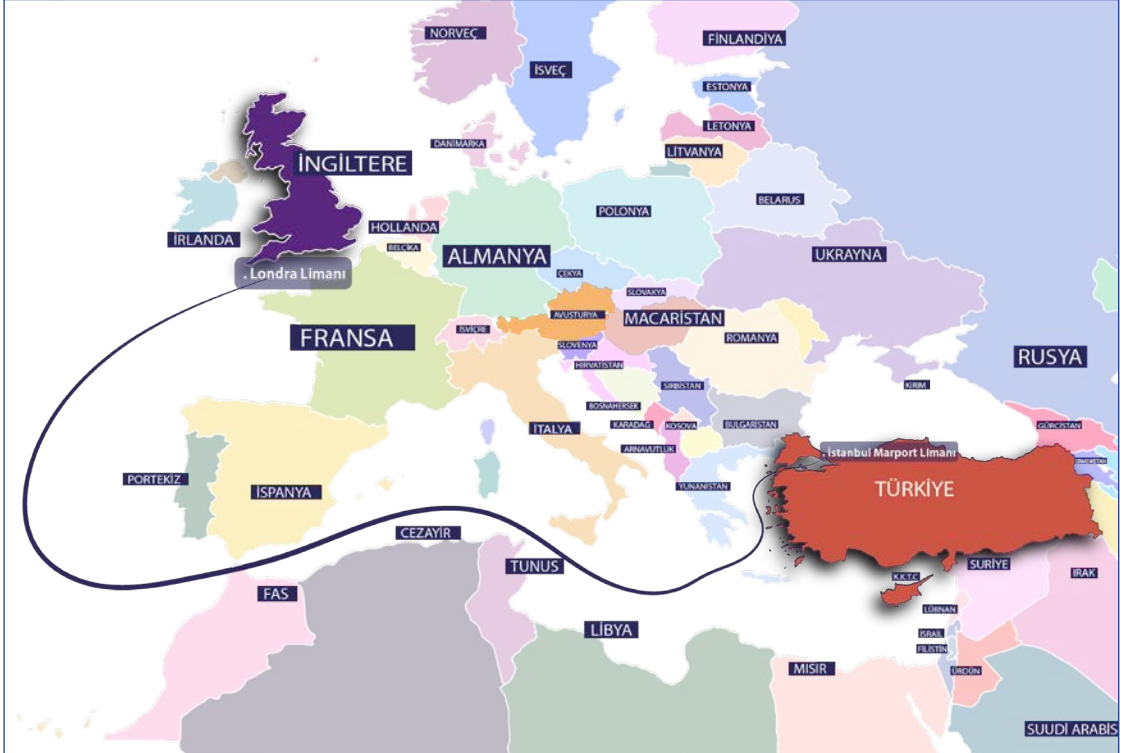 NORVEÇ
FİNLANDİYA
İSVEÇ
ESTONYA
LETONYA
DANİMARKA
LİTVANYA
İNGİLTERE
BELARUS
POLONYA
HOLLANDA
İRLANDA
BELÇİKA
ALMANYA
UKRAYNA
. Londra Limanı
ÇEKYA
SLOVAKYA
AVUSTURYA
MACARİSTAN
İSVİÇRE
FRANSA
ROMANYA
SLOVENYA
RUSYA
HIRVATİSTAN
SIRBİSTAN
KIRIM
BOSNAHERSEK
KARADAĞ
KOSOVA
BULGARİSTAN
GÜRCİSTAN
İTALYA
ARNAVUTLUK
. İstanbul Marport Limanı
PORTEKİZ
İSPANYA
YUNANİSTAN
TÜRKİYE
CEZAYİR
TUNUS
SURİYE
IRAK
K.K.T.C
FAS
LÜBNAN
LİBYA
İSRAİL
FİLİSTİN
MISIR
ÜRDÜN
SUUDİ ARABİS